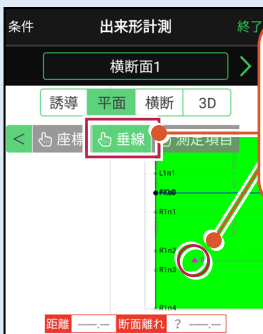 条件 出来形計測 終了
横断面1 >
誘導 平面 横断 3D
< 座標 垂線 測定項目
L1n1
R1n1
R1n2
R1n3
R1n4
距離 ---.--- 断面離れ ? ---.---